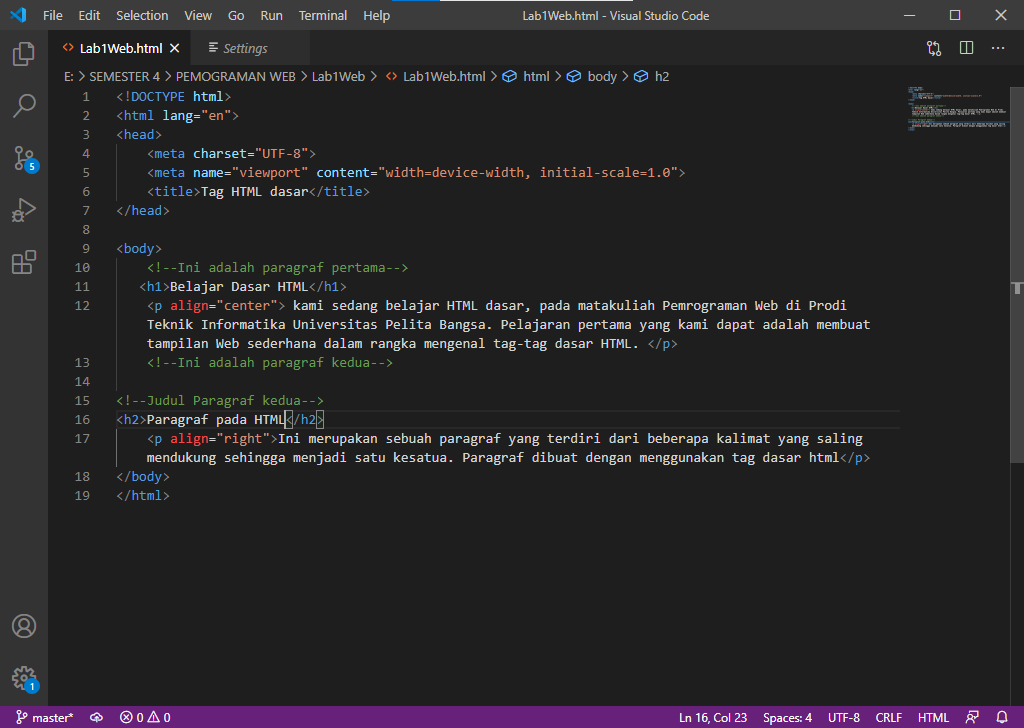 File Edit Selection View Go Run Terminal Help Lab1Web.html - Visual Studio Code
Lab1Web.html Settings
E: > SEMESTER 4 > PEMOGRAMAN WEB > Lab1Web > Lab1Web.html > html > body > h2
1 <!DOCTYPE html>
2 <html lang="en">
3 <head>
4 <meta charset="UTF-8">
5 <meta name="viewport" content="width=device-width, initial-scale=1.0">
6 <title>Tag HTML dasar</title>
7 </head>
8
9 <body>
10 <!--Ini adalah paragraf pertama-->
11 <h1>Belajar Dasar HTML</h1>
12 <p align="center"> kami sedang belajar HTML dasar, pada matakuliah Pemrograman Web di Prodi
Teknik Informatika Universitas Pelita Bangsa. Pelajaran pertama yang kami dapat adalah membuat
tampilan Web sederhana dalam rangka mengenal tag-tag dasar HTML. </p>
13 <!--Ini adalah paragraf kedua-->
14
15 <!--Judul Paragraf kedua-->
16 <h2>Paragraf pada HTML</h2>
17 <p align="right">Ini merupakan sebuah paragraf yang terdiri dari beberapa kalimat yang saling
mendukung sehingga menjadi satu kesatua. Paragraf dibuat dengan menggunakan tag dasar html</p>
18 </body>
19 </html>
5
1
master* 0 0 Ln 16, Col 23 Spaces: 4 UTF-8 CRLF HTML